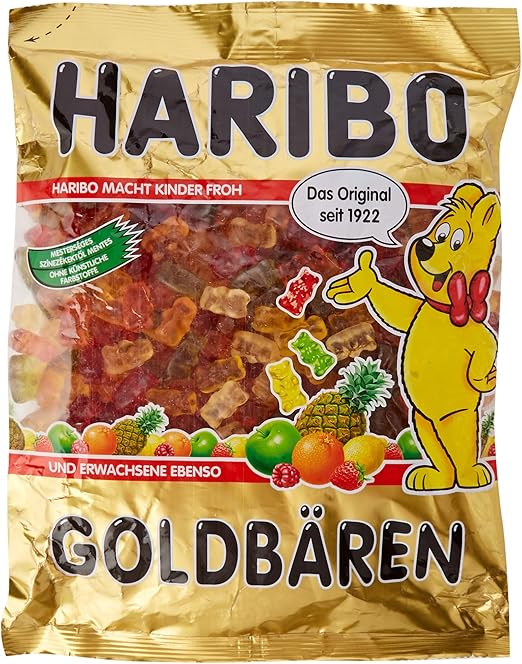 HARIBO
HARIBO MACHT KINDER FROH
Das Original
seit 1922
MESTERSÉGES
SZÍNEZÉKEKTŐL MENTES
OHNE KÜNSTLICHE
FARBSTOFFE
UND ERWACHSENE EBENSO
GOLDBÄREN